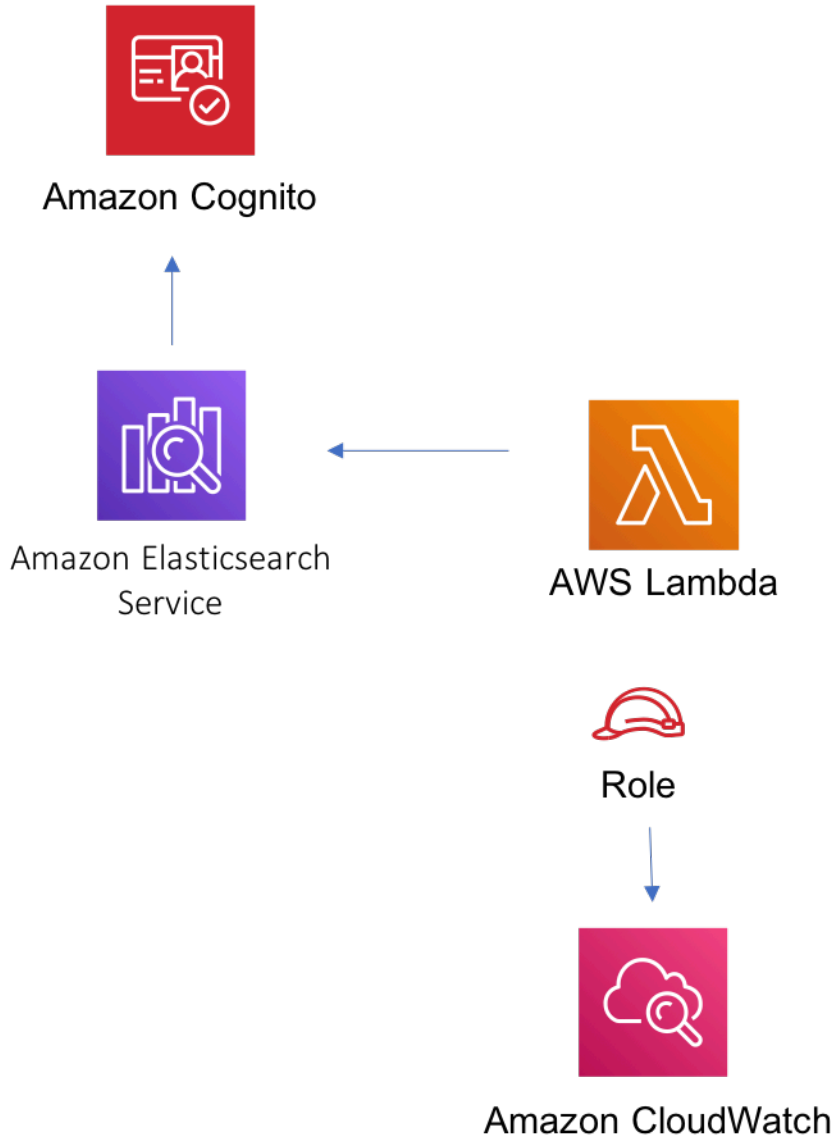 Amazon Cognito
Amazon Elasticsearch
Service
AWS Lambda
Role
Amazon CloudWatch